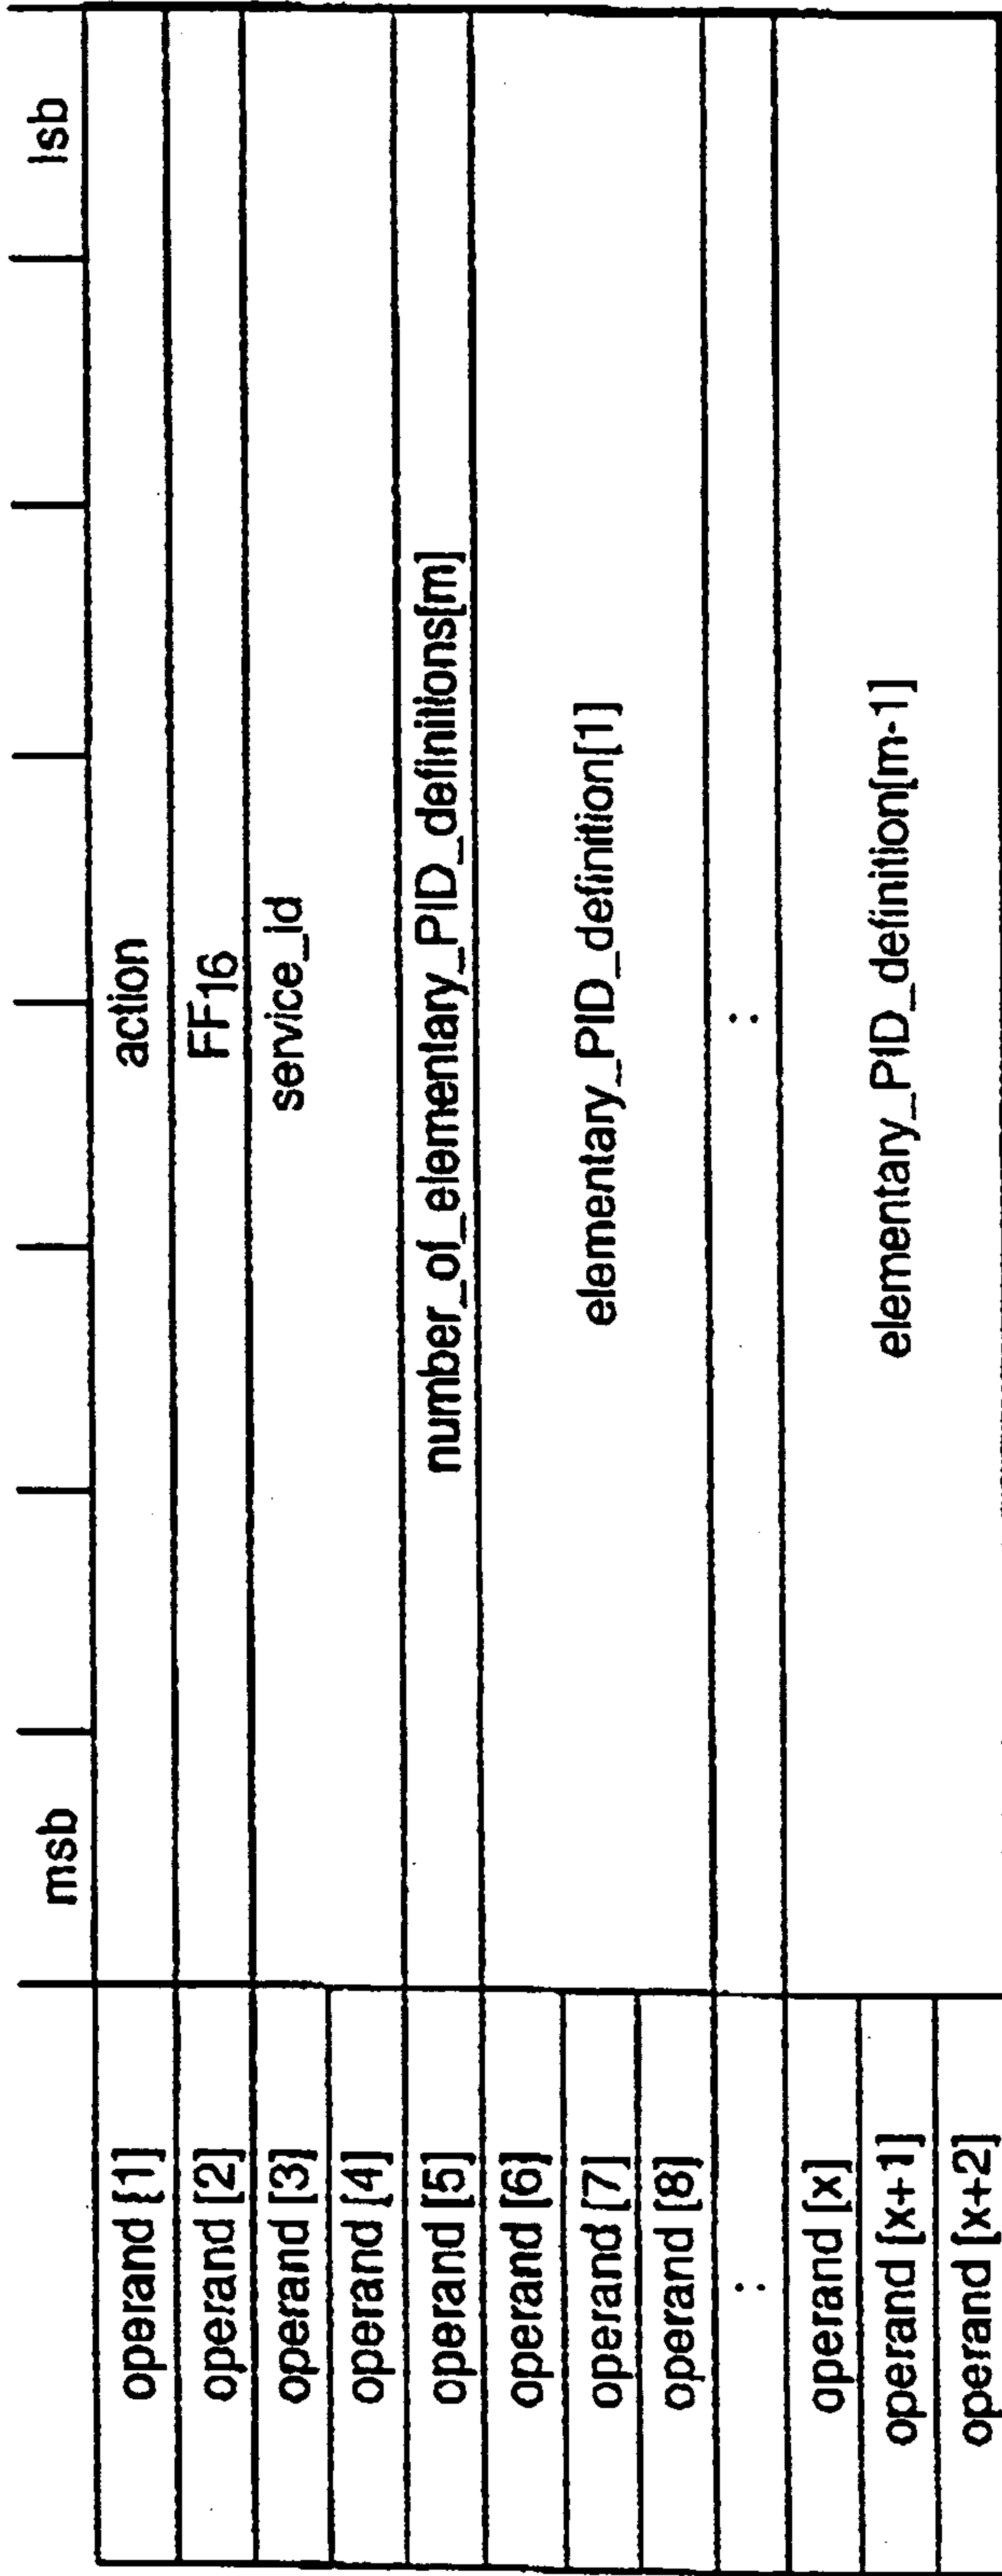 msb lsb
operand {1] action
operand [2] FF16
operand [3] service_id
operand [4]
operand [5] number_of_elementary_PID_definitions[m]
operand [6]
operand [7] elementary_PID_definition[1]
operand [8]
: :
operand [x]
operand [x+1] elementary_PID_definition[m-1]
operand [x+2]